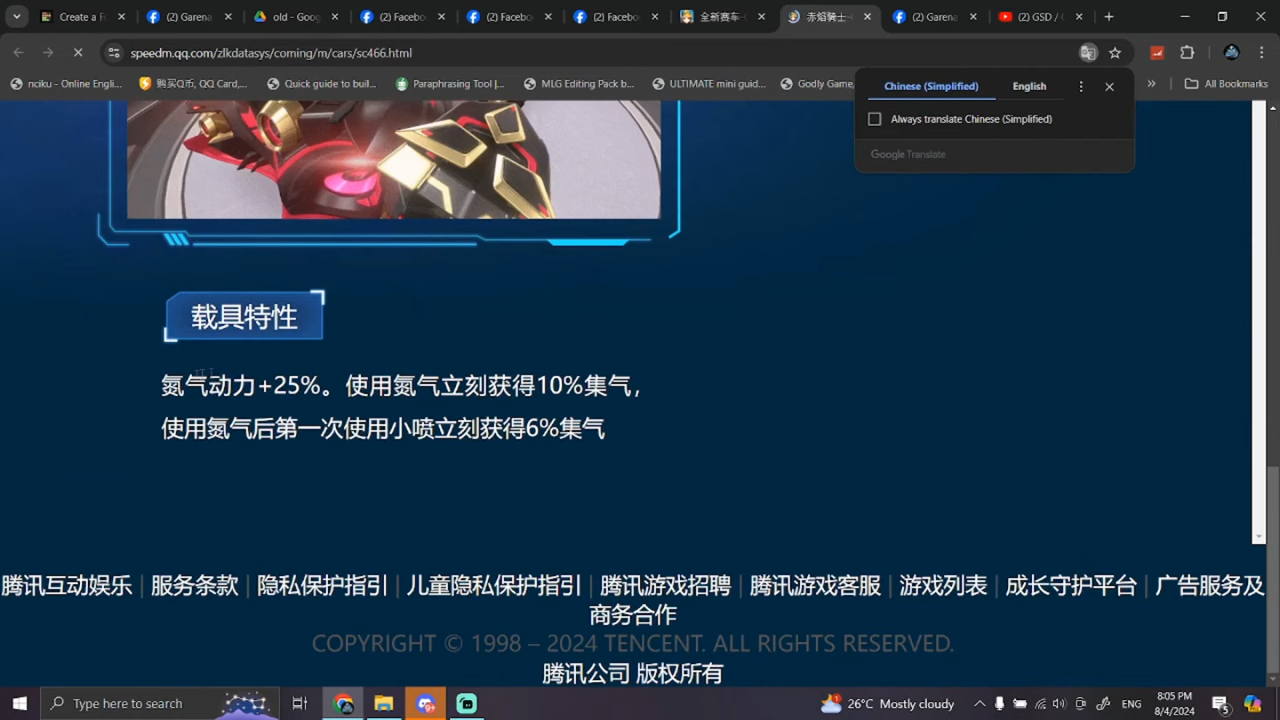 Create a F
(2) Garena
old - Goog
(2) Facebo
(2) Facebo
(2) Facebo
全新赛车-
赤焰骑士-
(2) Garena
(2) GSD /
speedm.qq.com/zlkdatasys/coming/m/cars/sc466.html
nciku - Online Engli...
购买Q币, QQ Card,...
Quick guide to buil...
Paraphrasing Tool |...
MLG Editing Pack b...
ULTIMATE mini guid...
Godly Game
All Bookmarks
Chinese (Simplified)
English
Always translate Chinese (Simplified)
Google Translate
载具特性
氮气动力+25%。使用氮气立刻获得10%集气,
使用氮气后第一次使用小喷立刻获得6%集气
腾讯互动娱乐 | 服务条款 | 隐私保护指引 | 儿童隐私保护指引 | 腾讯游戏招聘 | 腾讯游戏客服 | 游戏列表 | 成长守护平台 | 广告服务及
商务合作
COPYRIGHT © 1998 – 2024 TENCENT. ALL RIGHTS RESERVED.
腾讯公司 版权所有
Type here to search
26°C Mostly cloudy
ENG
8:05 PM
8/4/2024
5